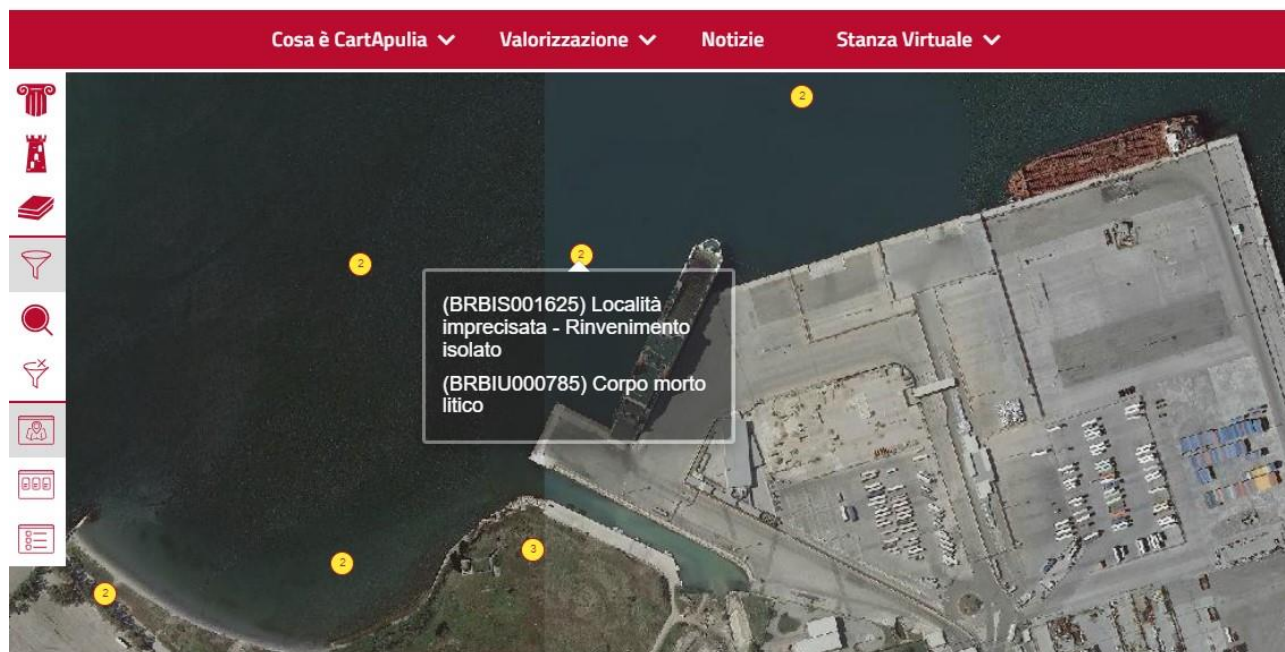 Cosa è CartApulia
Valorizzazione
Notizie
Stanza Virtuale
2
2
2
(BRBIS001625) Località
imprecisata - Rinvenimento
isolato
(BRBIU000785) Corpo morto
litico
3
2
2